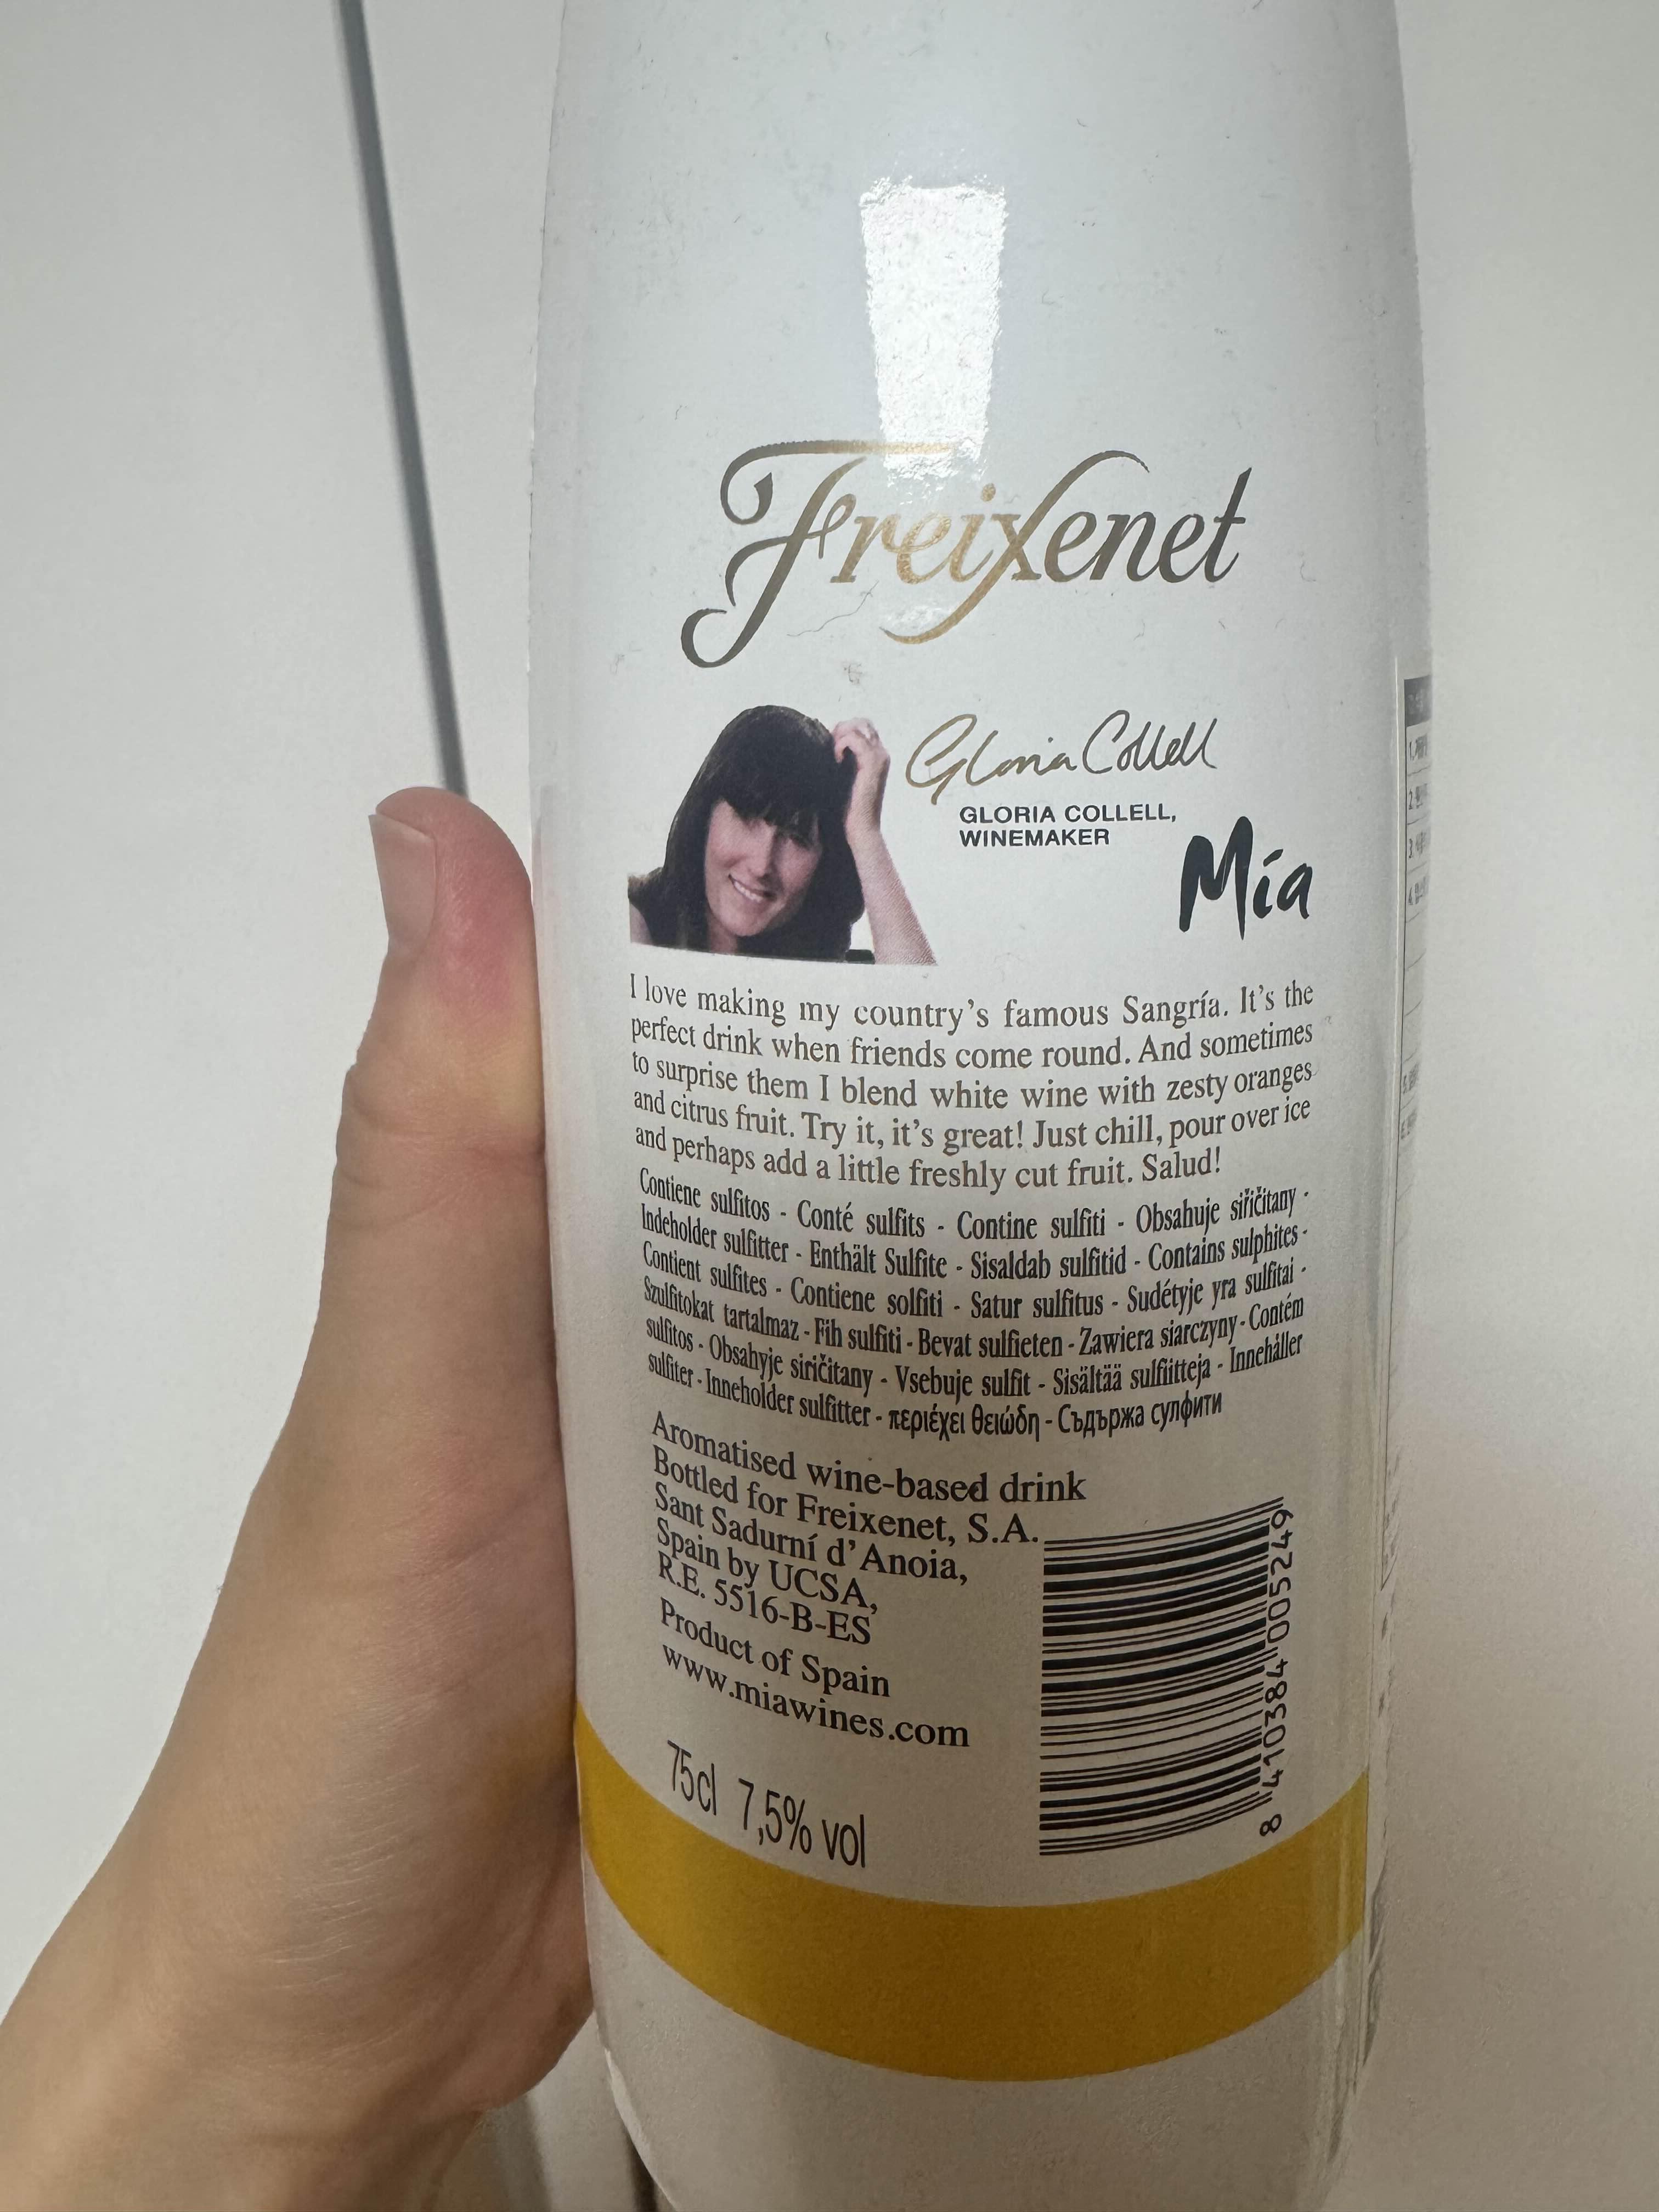 Freixenet
Gloria Collell
GLORIA COLLELL,
WINEMAKER
Mía
I love making my country's famous Sangría. It's the
perfect drink when friends come round. And sometimes
to surprise them I blend white wine with zesty oranges
and citrus fruit. Try it, it's great! Just chill, pour over ice
and perhaps add a little freshly cut fruit. Salud!
Contiene sulfitos - Conté sulfits - Contine sulfiti - Obsahuje siřičitany -
Indeholder sulfitter - Enthält Sulfite - Sisaldab sulfitid - Contains sulphites -
Contient sulfites - Contiene solfiti - Satur sulfitus - Sudétyje yra sulfitai -
Szulfitokat tartalmaz - Fih sulfiti - Bevat sulfieten - Zawiera siarczyny - Contém
sulfitos - Obsahyje siričitany - Vsebuje sulfit - Sisältää sulfiitteja - Innehåller
sulfiter - Inneholder sulfitter - περιέχει θειώδη - Съдържа сулфити
Aromatised wine-based drink
Bottled for Freixenet, S.A.
Sant Sadurní d'Anoia,
Spain by UCSA,
R.E. 5516-B-ES
Product of Spain
www.miawines.com
75cl 7,5% vol
8 410384 005249